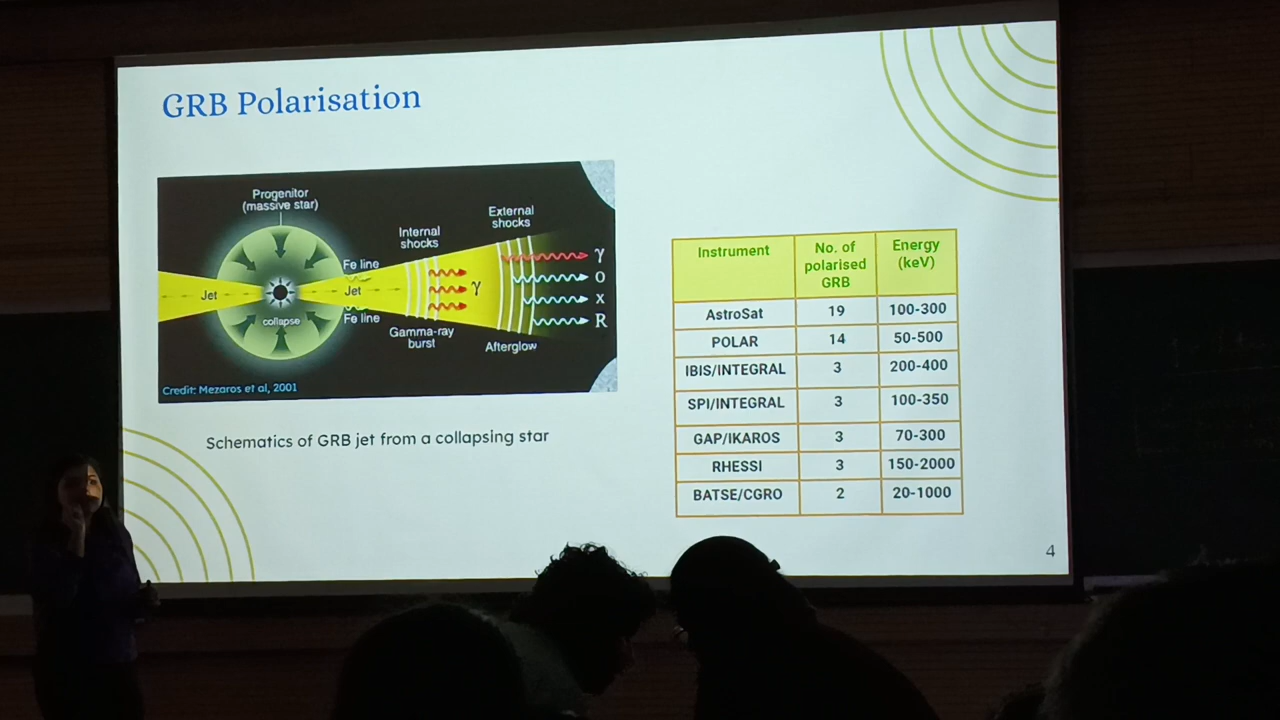 GRB Polarisation
Progenitor
(massive star)
External
shocks
Internal
shocks
Fe line
γ
Jet
Jet
γ
O
X
R
collapse
Fe line
Gamma-ray
burst
Afterglow
Credit: Mezaros et al, 2001
Schematics of GRB jet from a collapsing star
Instrument No. of polarised GRB Energy (keV)
AstroSat 19 100-300
POLAR 14 50-500
IBIS/INTEGRAL 3 200-400
SPI/INTEGRAL 3 100-350
GAP/IKAROS 3 70-300
RHESSI 3 150-2000
BATSE/CGRO 2 20-1000
4